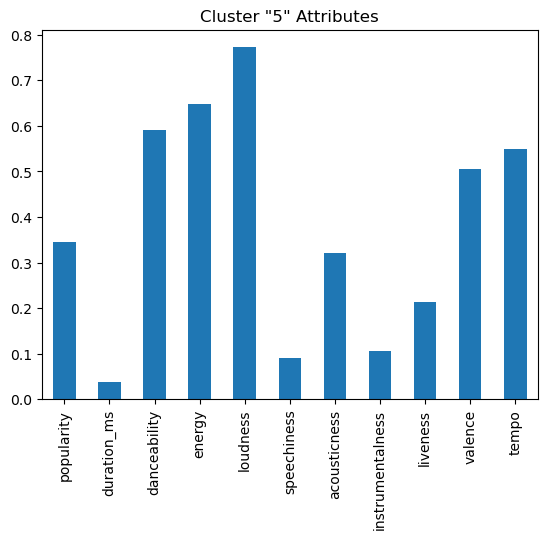 Cluster "5" Attributes
0.8
0.7
0.6
0.5
0.4
0.3
0.2
0.1
0.0
popularity
duration_ms
danceability
energy
loudness
speechiness
acousticness
instrumentalness
liveness
valence
tempo